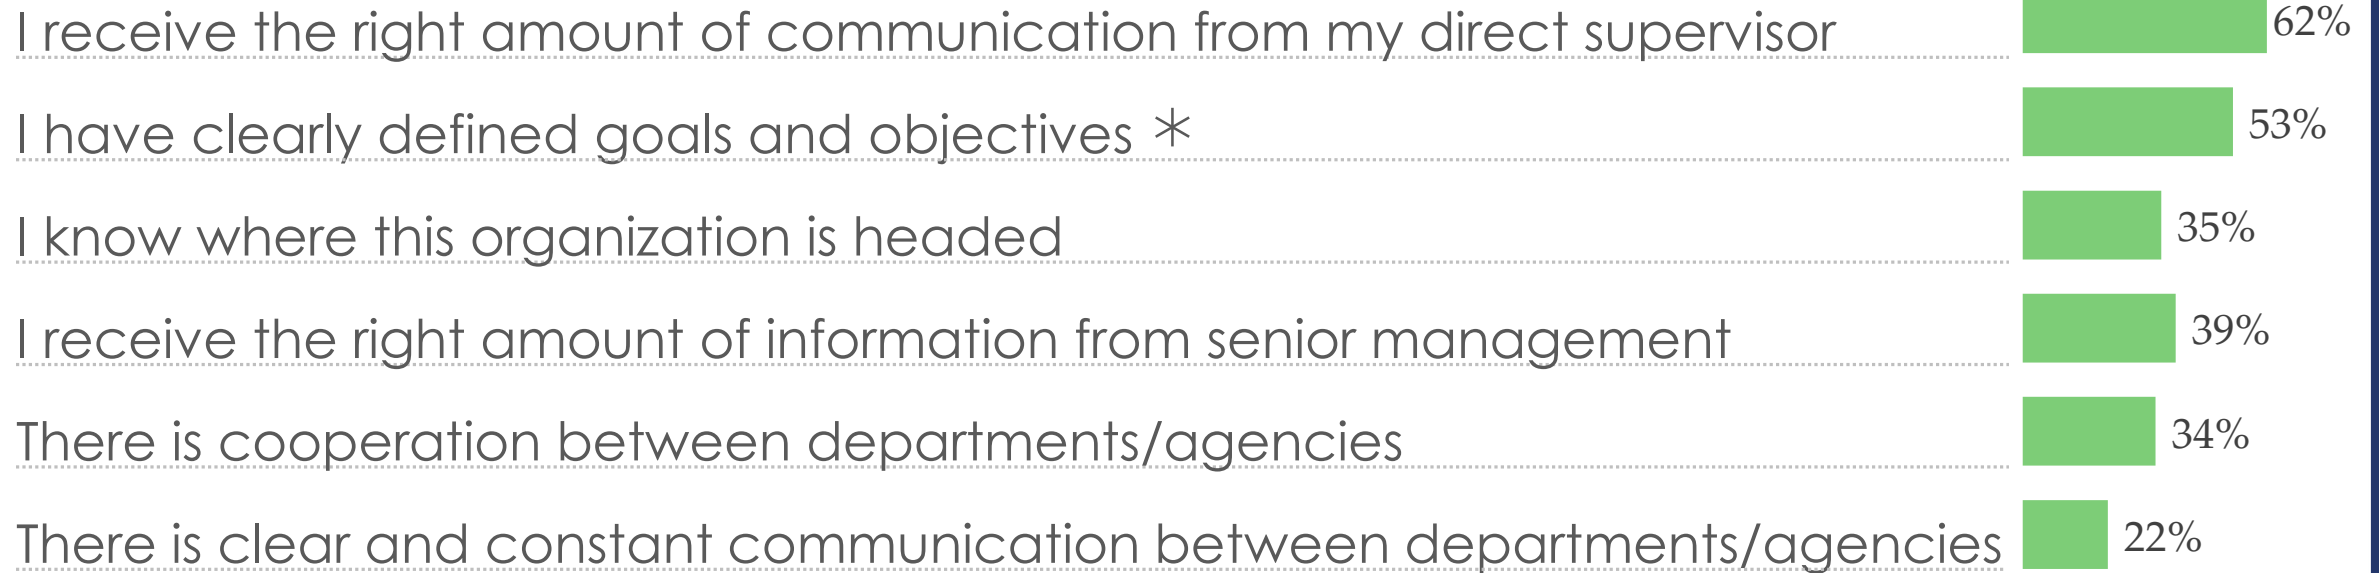 I receive the right amount of communication from my direct supervisor 62%
I have clearly defined goals and objectives * 53%
I know where this organization is headed 35%
I receive the right amount of information from senior management 39%
There is cooperation between departments/agencies 34%
There is clear and constant communication between departments/agencies 22%